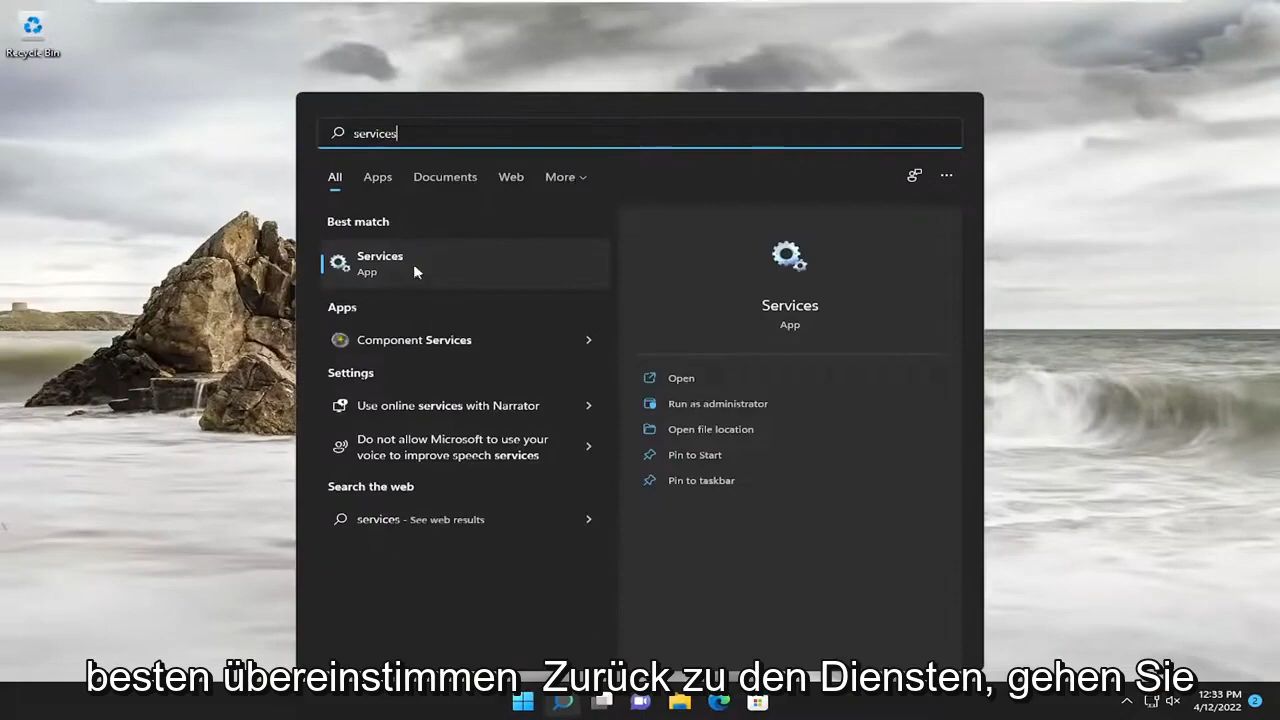 Recycle Bin
services
All Apps Documents Web More
Best match
Services
App
Apps
Component Services
Settings
Use online services with Narrator
Do not allow Microsoft to use your
voice to improve speech services
Search the web
services - See web results
Services
App
Open
Run as administrator
Open file location
Pin to Start
Pin to taskbar
besten übereinstimmen Zurück zu den Diensten, gehen Sie
12:33 PM
4/12/2022
2